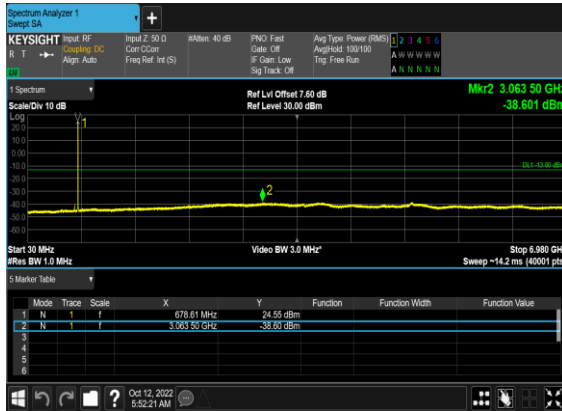 Spectrum Analyzer 1
Swept SA
+
KEYSIGHT Input: RF Input Z: 50 Ω #Atten: 40 dB PNO: Fast Avg Type: Power (RMS) 1 2 3 4 5 6
R T Coupling: DC Corr CCorr Gate: Off Avg|Hold: 100/100 A W W W W W
Align: Auto Freq Ref: Int (S) IF Gain: Low Trig: Free Run
Sig Track: Off A N N N N N
1 Spectrum Ref Lvl Offset 7.60 dB Mkr2 3.063 50 GHz
Scale/Div 10 dB Ref Level 30.00 dBm -38.601 dBm
Log
20.0
10.0
0.00
-10.0
DL1 -13.00 dBm
-20.0
-30.0
-40.0
-50.0
-60.0
1
2
Start 30 MHz Video BW 3.0 MHz* Stop 6.980 GHz
#Res BW 1.0 MHz Sweep ~14.2 ms (40001 pts)
5 Marker Table
Mode Trace Scale X Y Function Function Width Function Value
1 N 1 f 678.61 MHz 24.55 dBm
2 N 1 f 3.063 50 GHz -38.60 dBm
3
4
5
6
? Oct 12, 2022
5:52:21 AM